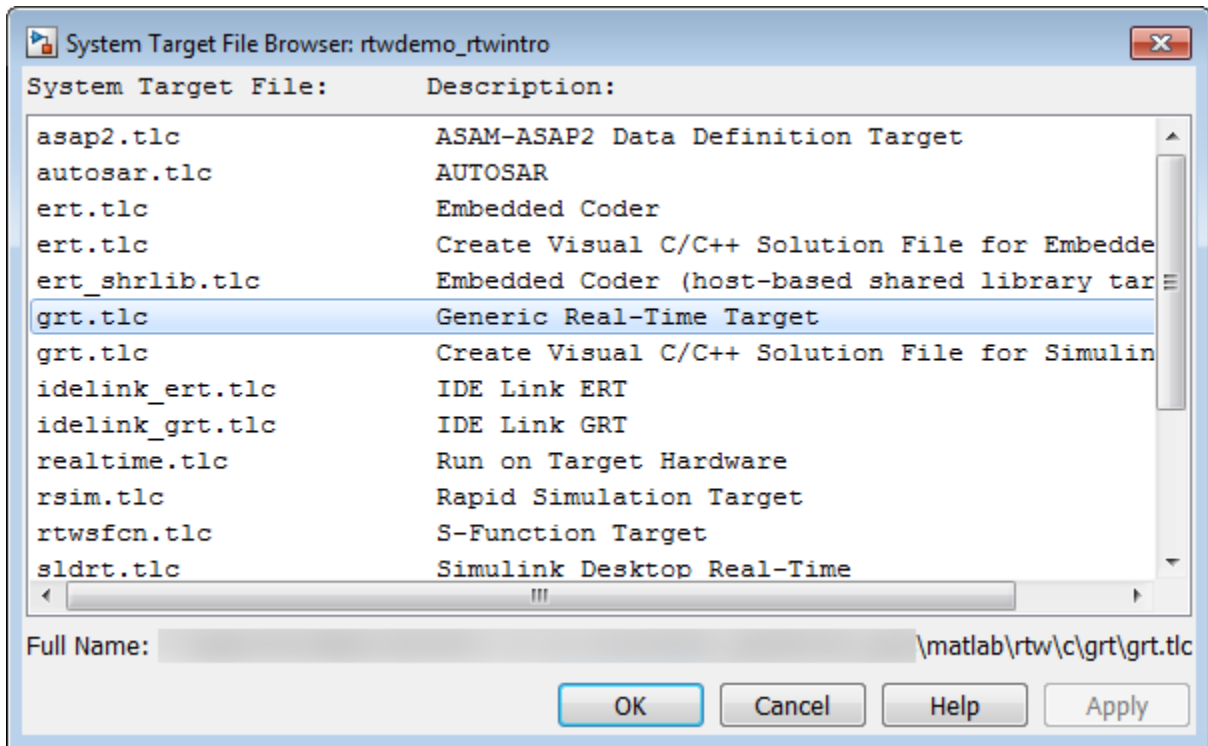 System Target File Browser: rtwdemo_rtwintro
System Target File: Description:
asap2.tlc ASAM-ASAP2 Data Definition Target
autosar.tlc AUTOSAR
ert.tlc Embedded Coder
ert.tlc Create Visual C/C++ Solution File for Embedde
ert_shrlib.tlc Embedded Coder (host-based shared library tar
grt.tlc Generic Real-Time Target
grt.tlc Create Visual C/C++ Solution File for Simulin
idelink_ert.tlc IDE Link ERT
idelink_grt.tlc IDE Link GRT
realtime.tlc Run on Target Hardware
rsim.tlc Rapid Simulation Target
rtwsfcn.tlc S-Function Target
sldrt.tlc Simulink Desktop Real-Time
Full Name: \matlab\rtw\c\grt\grt.tlc
OK Cancel Help Apply